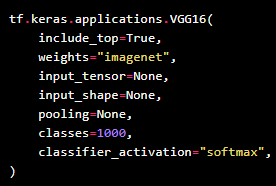 tf.keras.applications.VGG16(
    include_top=True,
    weights="imagenet",
    input_tensor=None,
    input_shape=None,
    pooling=None,
    classes=1000,
    classifier_activation="softmax",
)